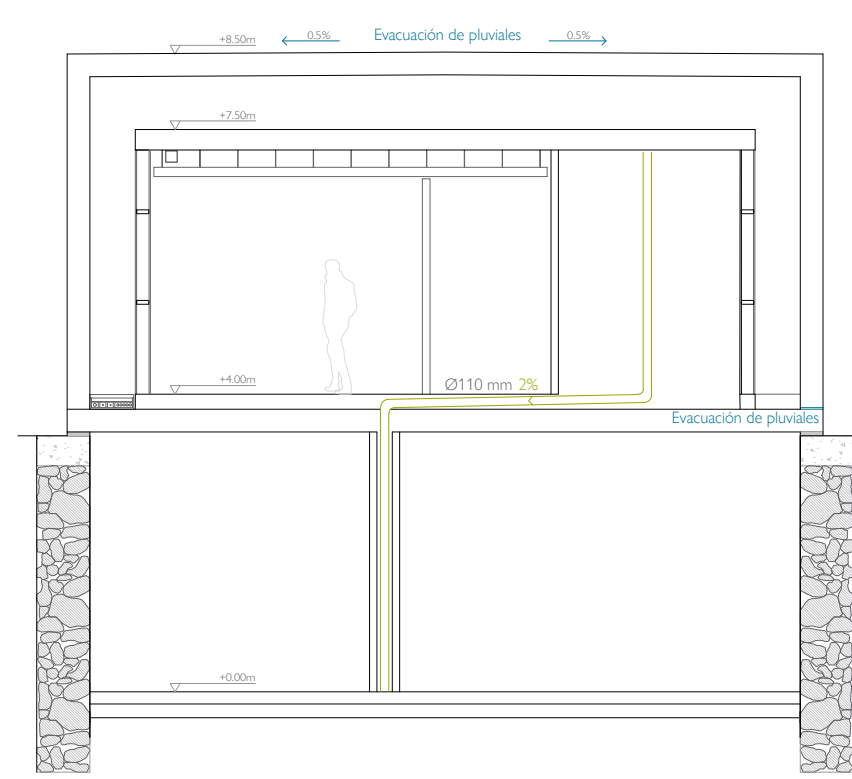 +8.50m
0.5%
Evacuación de pluviales
0.5%
+7.50m
+4.00m
Ø110 mm 2%
Evacuación de pluviales
+0.00m